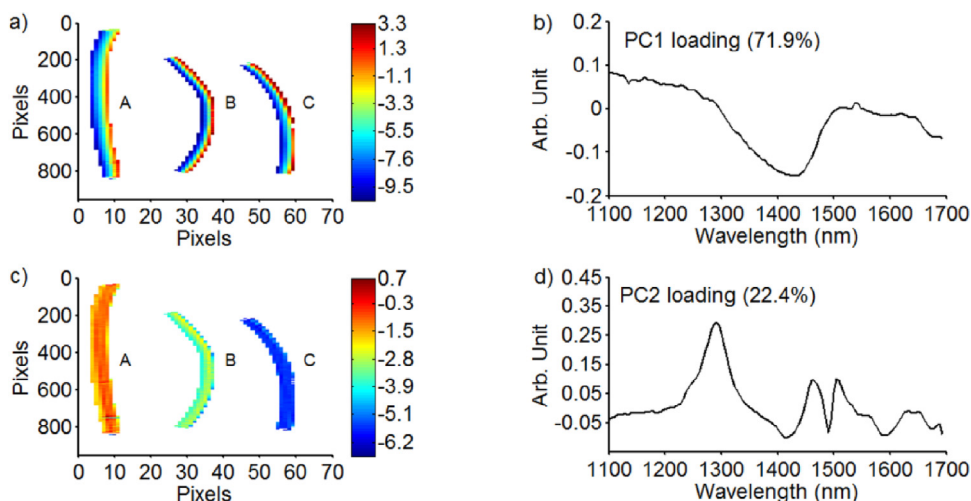 a)
0
200
400
600
800
Pixels
0 10 20 30 40 50 60 70
Pixels
A
B
C
3.3
1.3
-1.1
-3.3
-5.5
-7.6
-9.5
b)
PC1 loading (71.9%)
0.2
0.1
0
-0.1
-0.2
Arb. Unit
1100 1200 1300 1400 1500 1600 1700
Wavelength (nm)
c)
0
200
400
600
800
Pixels
0 10 20 30 40 50 60 70
Pixels
A
B
C
0.7
-0.3
-1.5
-2.8
-3.9
-5.1
-6.2
d)
PC2 loading (22.4%)
0.45
0.35
0.25
0.15
0.05
-0.05
Arb. Unit
1100 1200 1300 1400 1500 1600 1700
Wavelength (nm)